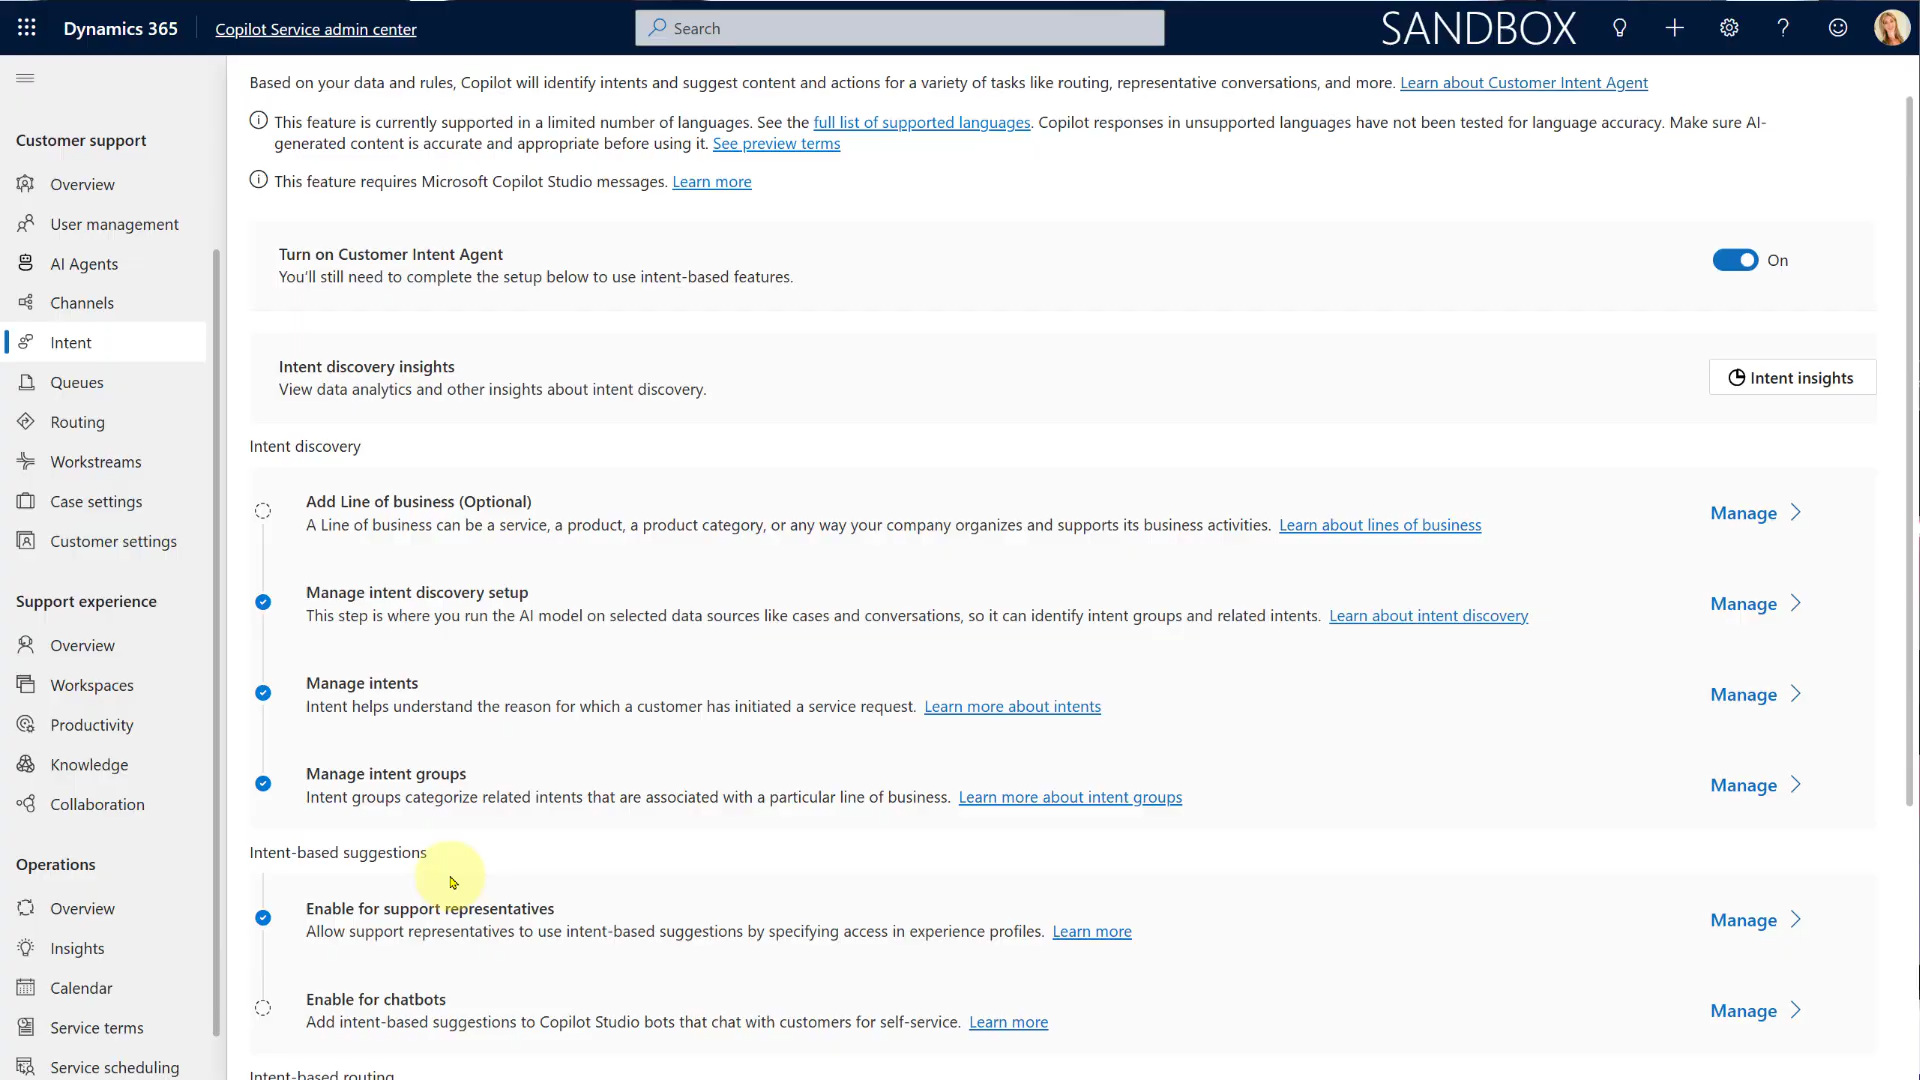 Dynamics 365
Copilot Service admin center
Search
SANDBOX
Customer support
Overview
User management
AI Agents
Channels
Intent
Queues
Routing
Workstreams
Case settings
Customer settings
Support experience
Overview
Workspaces
Productivity
Knowledge
Collaboration
Operations
Overview
Insights
Calendar
Service terms
Service scheduling
Based on your data and rules, Copilot will identify intents and suggest content and actions for a variety of tasks like routing, representative conversations, and more. Learn about Customer Intent Agent
This feature is currently supported in a limited number of languages. See the full list of supported languages. Copilot responses in unsupported languages have not been tested for language accuracy. Make sure AI-
generated content is accurate and appropriate before using it. See preview terms
This feature requires Microsoft Copilot Studio messages. Learn more
Turn on Customer Intent Agent
You'll still need to complete the setup below to use intent-based features.
On
Intent discovery insights
View data analytics and other insights about intent discovery.
Intent insights
Intent discovery
Add Line of business (Optional)
A Line of business can be a service, a product, a product category, or any way your company organizes and supports its business activities. Learn about lines of business
Manage
Manage intent discovery setup
This step is where you run the AI model on selected data sources like cases and conversations, so it can identify intent groups and related intents. Learn about intent discovery
Manage
Manage intents
Intent helps understand the reason for which a customer has initiated a service request. Learn more about intents
Manage
Manage intent groups
Intent groups categorize related intents that are associated with a particular line of business. Learn more about intent groups
Manage
Intent-based suggestions
Enable for support representatives
Allow support representatives to use intent-based suggestions by specifying access in experience profiles. Learn more
Manage
Enable for chatbots
Add intent-based suggestions to Copilot Studio bots that chat with customers for self-service. Learn more
Manage
Intent-based routing